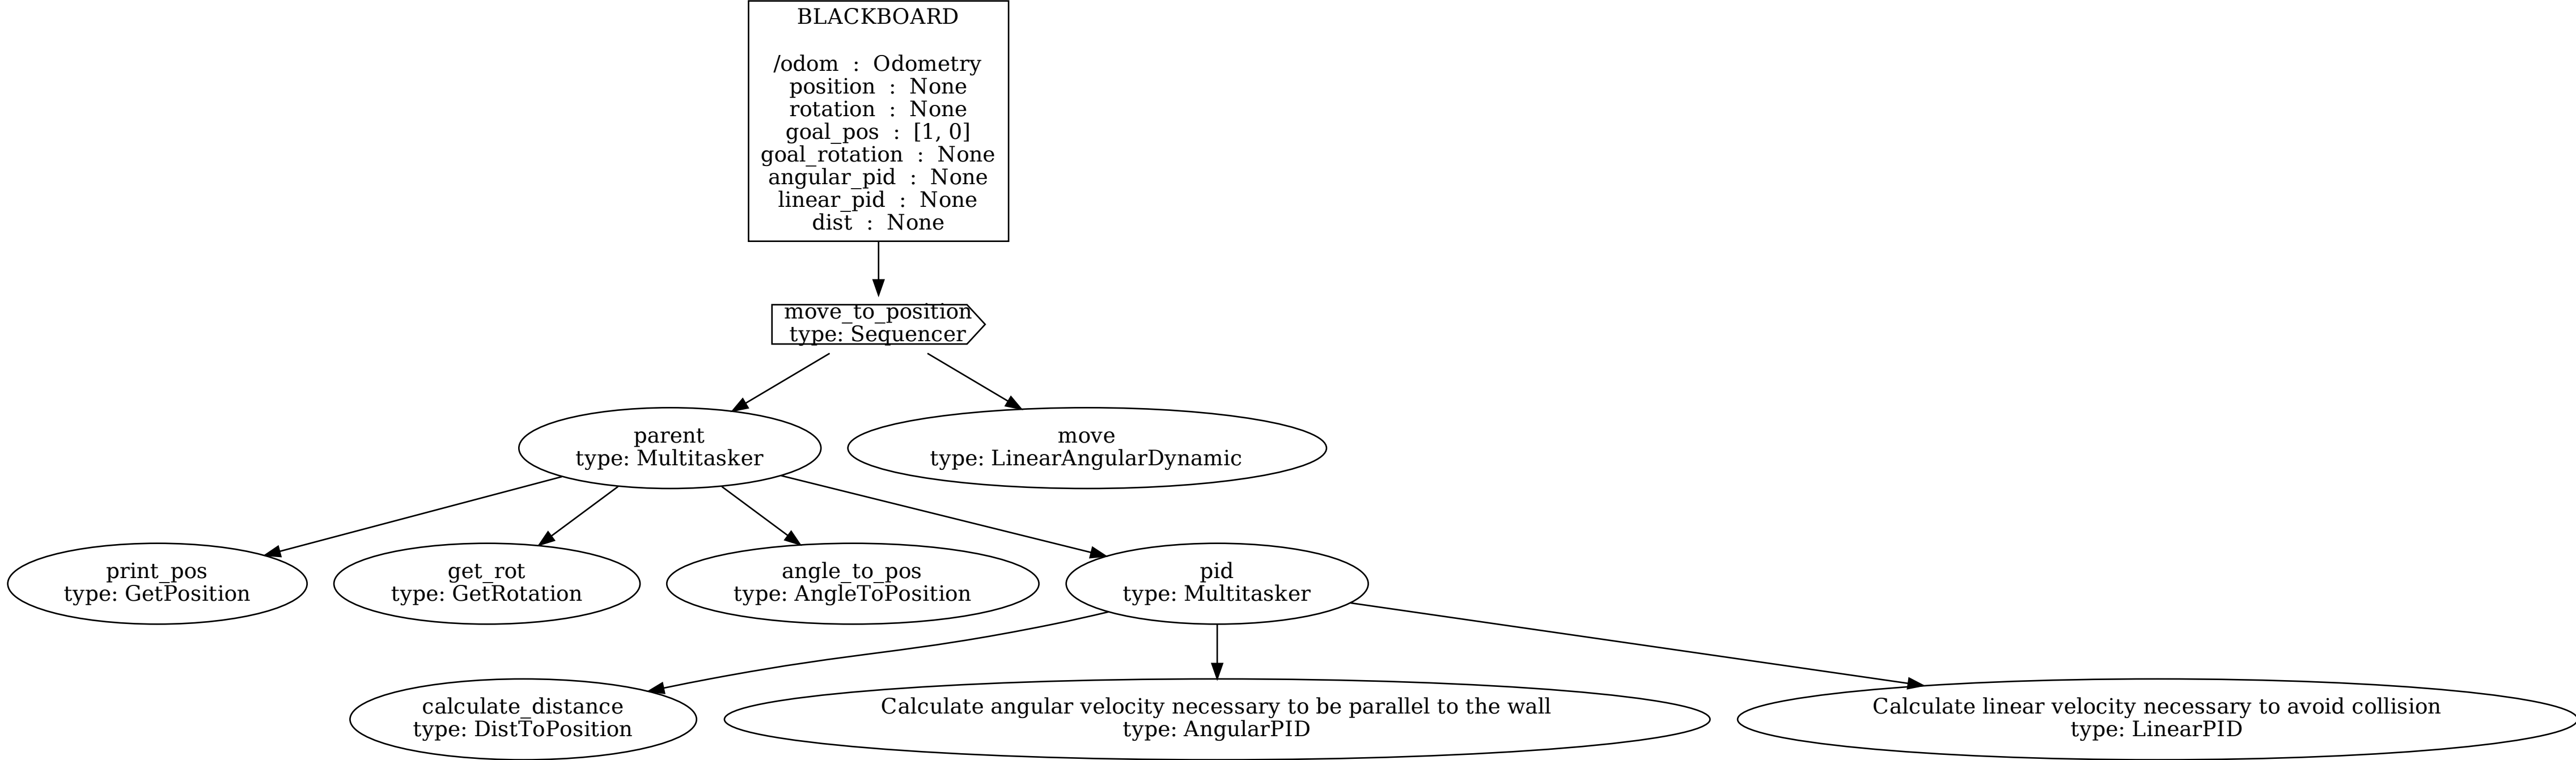 BLACKBOARD
/odom : Odometry
position : None
rotation : None
goal_pos : [1, 0]
goal_rotation : None
angular_pid : None
linear_pid : None
dist : None
move_to_position
type: Sequencer
parent
type: Multitasker
move
type: LinearAngularDynamic
print_pos
type: GetPosition
get_rot
type: GetRotation
angle_to_pos
type: AngleToPosition
pid
type: Multitasker
calculate_distance
type: DistToPosition
Calculate angular velocity necessary to be parallel to the wall
type: AngularPID
Calculate linear velocity necessary to avoid collision
type: LinearPID